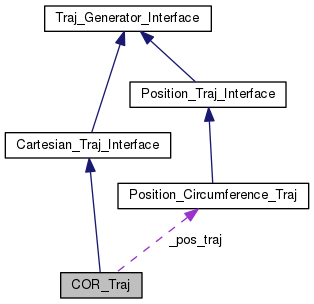 Traj_Generator_Interface
Position_Traj_Interface
Cartesian_Traj_Interface
Position_Circumference_Traj
_pos_traj
COR_Traj